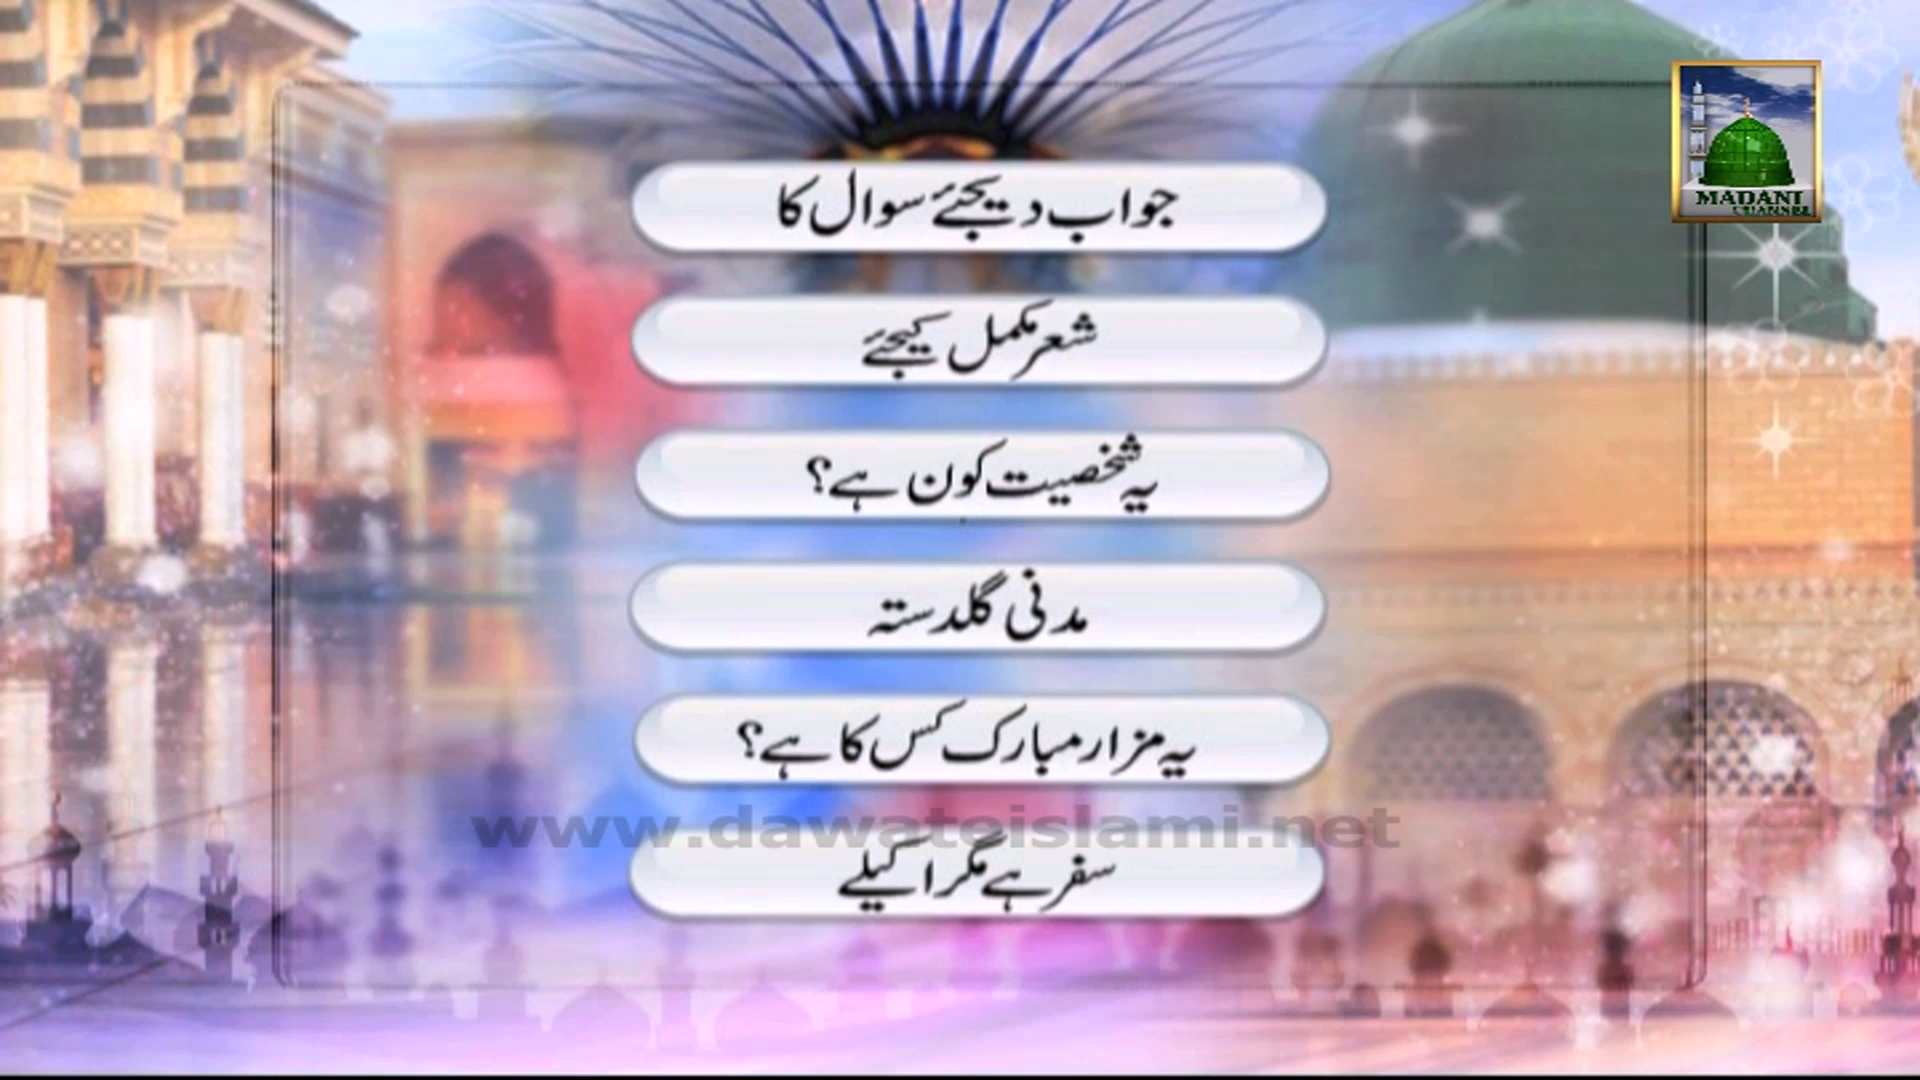 MADANI
CHANNEL
جواب دیجئے سوال کا
شعر مکمل کیجئے
یہ شخصیت کون ہے؟
مدنی گلدستہ
یہ مزار مبارک کس کا ہے؟
www.dawateislami.net
سفر ہے مگر اکیلے